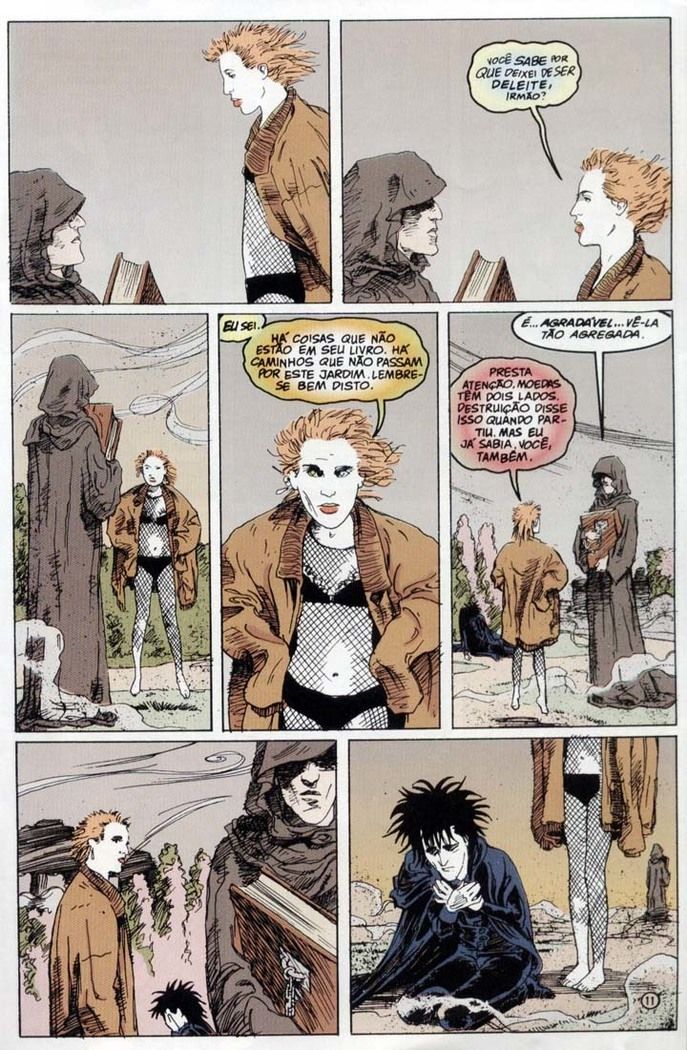 VOCÊ SABE POR
QUE DEIXEI DE SER
DELEITE,
IRMÃO?
EU SEI.
HÁ COISAS QUE NÃO
ESTÃO EM SEU LIVRO. HÁ
CAMINHOS QUE NÃO PASSAM
POR ESTE JARDIM. LEMBRE-
SE BEM DISTO.
É... AGRADÁVEL... VÊ-LA
TÃO AGREGADA.
PRESTA
ATENÇÃO. MOEDAS
TÊM DOIS LADOS.
DESTRUIÇÃO DISSE
ISSO QUANDO PAR-
TIU. MAS EU
JÁ SABIA. VOCÊ,
TAMBÉM.
11